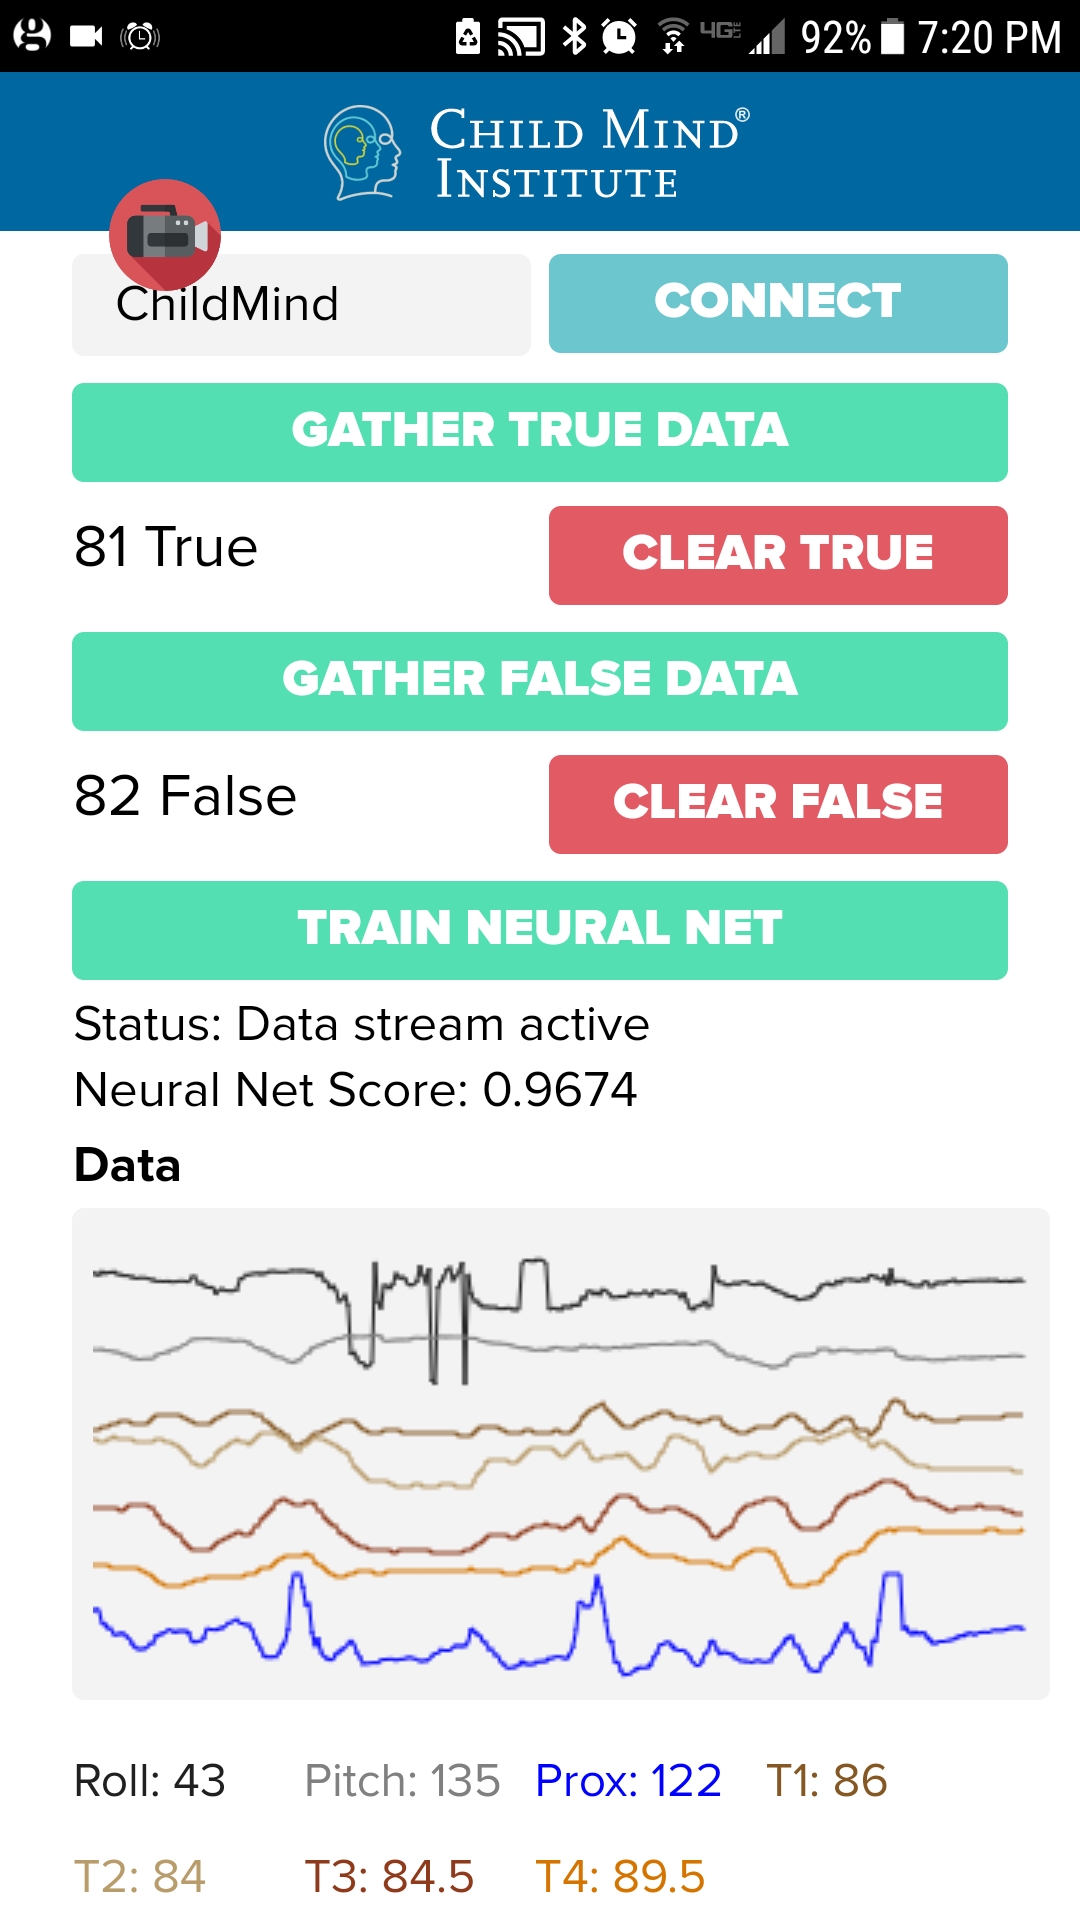 4G LTE 92% 7:20 PM
CHILD MIND®
INSTITUTE
ChildMind CONNECT
GATHER TRUE DATA
81 True CLEAR TRUE
GATHER FALSE DATA
82 False CLEAR FALSE
TRAIN NEURAL NET
Status: Data stream active
Neural Net Score: 0.9674
Data
Roll: 43 Pitch: 135 Prox: 122 T1: 86
T2: 84 T3: 84.5 T4: 89.5